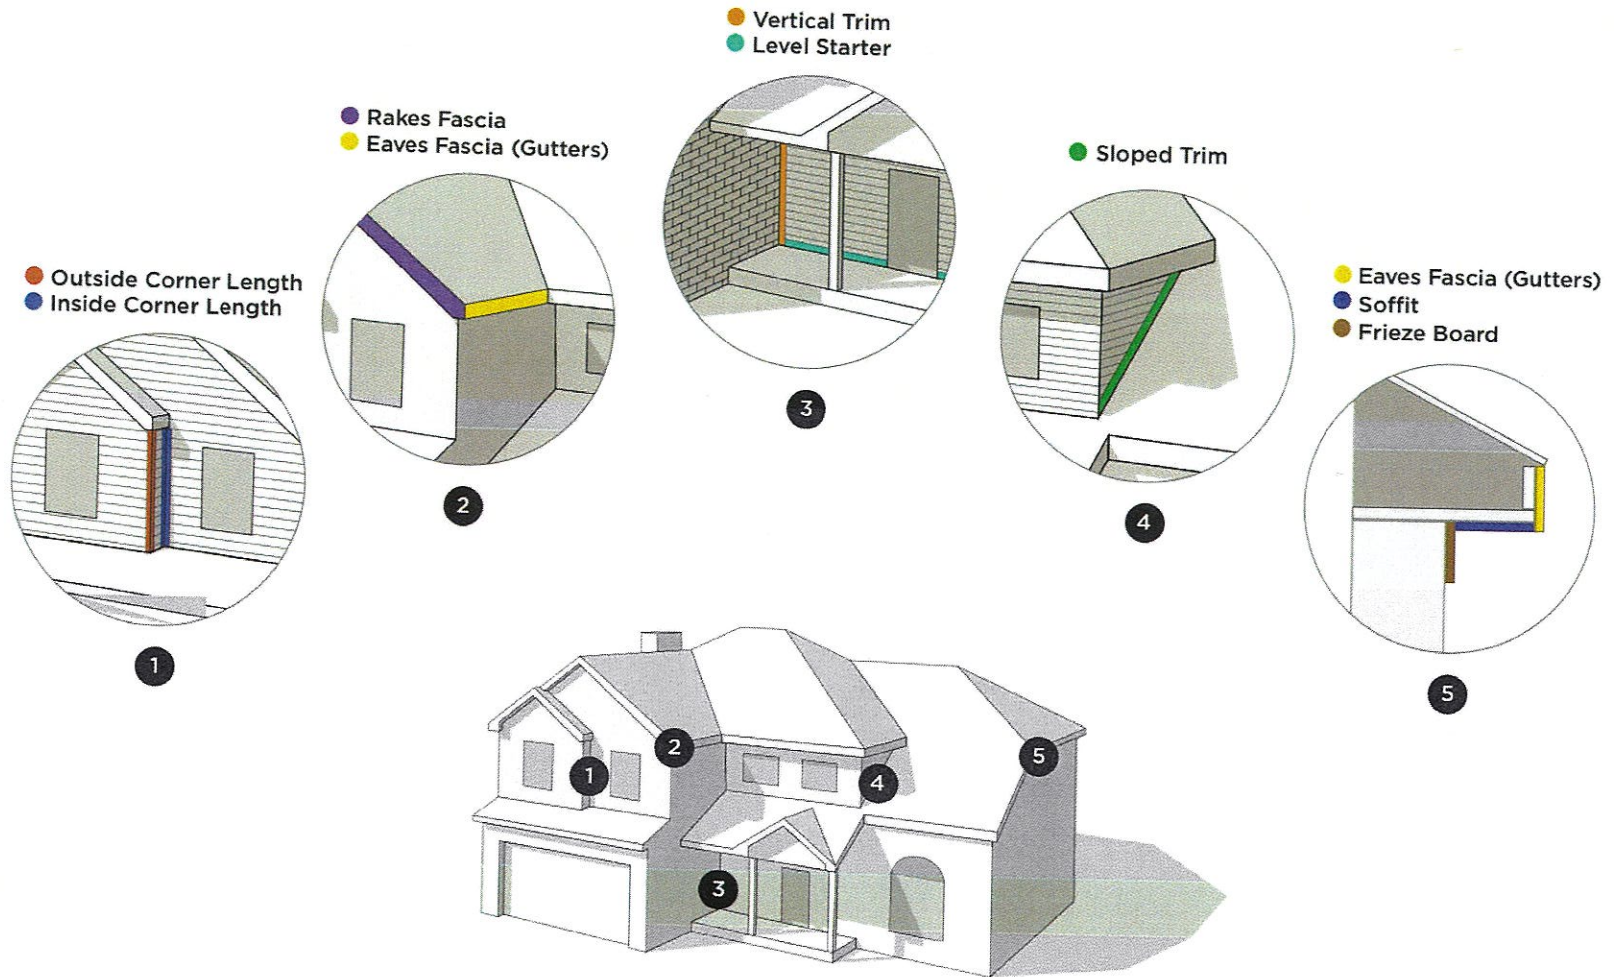 Vertical Trim
Level Starter
Rakes Fascia
Eaves Fascia (Gutters)
Sloped Trim
Outside Corner Length
Inside Corner Length
Eaves Fascia (Gutters)
Soffit
Frieze Board
3
2
4
1
5
2
5
1
4
3